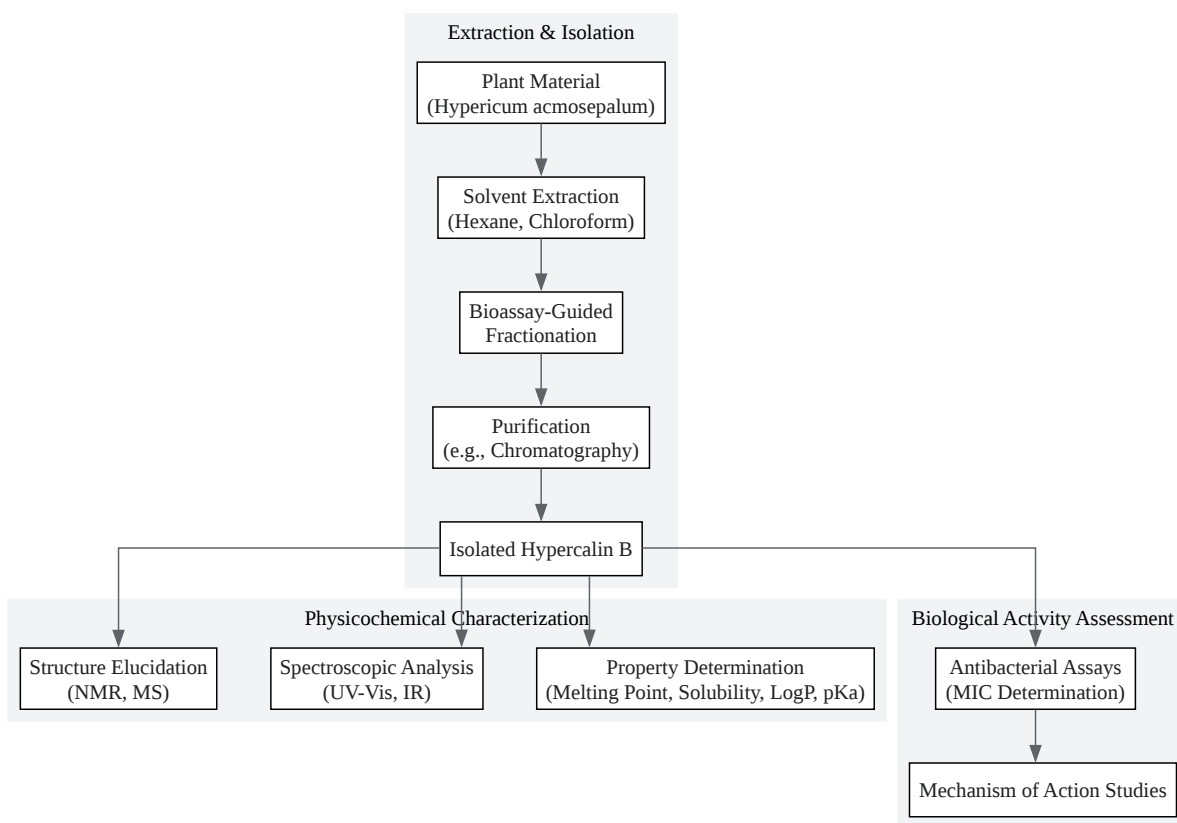 Extraction & Isolation
Plant Material
(Hypericum acmosepalum)
Solvent Extraction
(Hexane, Chloroform)
Bioassay-Guided
Fractionation
Purification
(e.g., Chromatography)
Isolated Hypercalin B
Physicochemical Characterization
Structure Elucidation
(NMR, MS)
Spectroscopic Analysis
(UV-Vis, IR)
Property Determination
(Melting Point, Solubility, LogP, pKa)
Biological Activity Assessment
Antibacterial Assays
(MIC Determination)
Mechanism of Action Studies